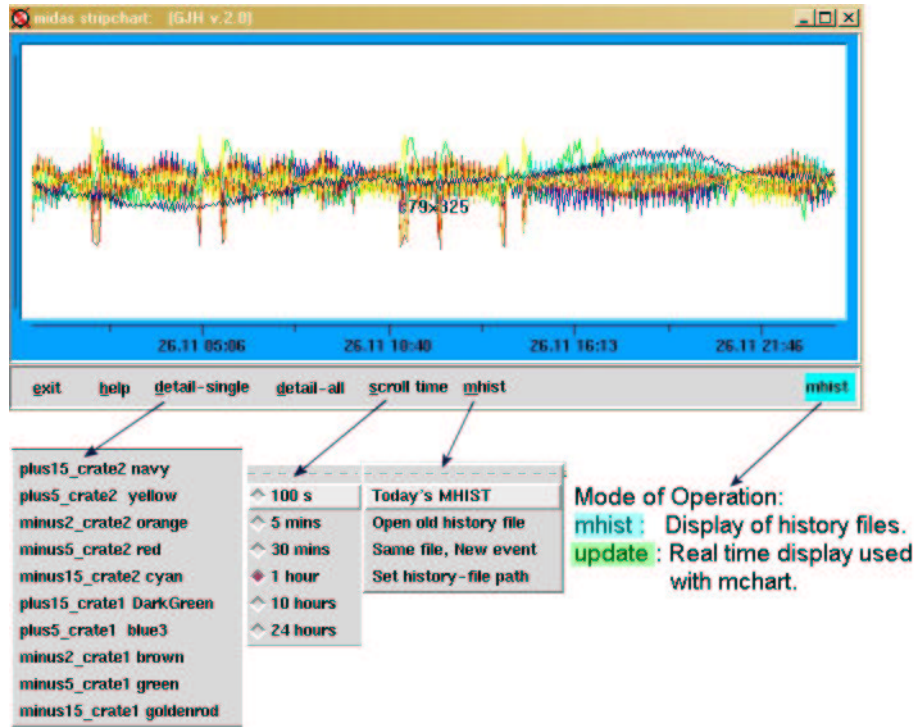 midas stripchart: [GJH v.2.0]
79x325
26.11 05:06
26.11 10:40
26.11 16:13
26.11 21:46
exit help detail-single detail-all scroll time mhist mhist
plus15_crate2 navy
plus5_crate2 yellow
minus2_crate2 orange
minus5_crate2 red
minus15_crate2 cyan
plus15_crate1 DarkGreen
plus5_crate1 blue3
minus2_crate1 brown
minus5_crate1 green
minus15_crate1 goldenrod
100 s
5 mins
30 mins
1 hour
10 hours
24 hours
Today's MHIST
Open old history file
Same file, New event
Set history-file path
Mode of Operation:
mhist : Display of history files.
update : Real time display used
with mchart.